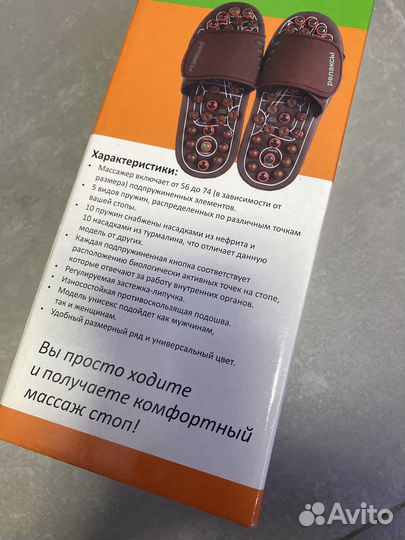 релаксы
релаксы
Характеристики:
• Массажер включает от 56 до 74 (в зависимости от
размера) подпружиненных элементов.
• 5 видов пружин, распределенных по различным точкам
вашей стопы.
• 10 пружин снабжены насадками из нефрита и
10 насадками из турмалина, что отличает данную
модель от других.
• Каждая подпружиненная кнопка соответствует
расположению биологически активных точек на стопе,
которые отвечают за работу внутренних органов.
• Регулируемая застежка-липучка.
• Износостойкая противоскользящая подошва.
• Модель унисекс подойдет как мужчинам,
так и женщинам.
• Удобный размерный ряд и универсальный цвет.
Вы просто ходите
и получаете комфортный
массаж стоп!
Avito